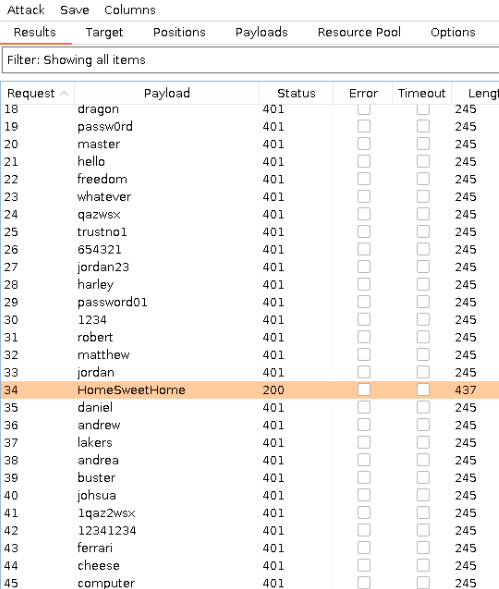 Attack Save Columns
Results Target Positions Payloads Resource Pool Options
Filter: Showing all items
Request Payload Status Error Timeout Lengt
18 dragon 401 245
19 passw0rd 401 245
20 master 401 245
21 hello 401 245
22 freedom 401 245
23 whatever 401 245
24 qazwsx 401 245
25 trustno1 401 245
26 654321 401 245
27 jordan23 401 245
28 harley 401 245
29 password01 401 245
30 1234 401 245
31 robert 401 245
32 matthew 401 245
33 jordan 401 245
34 HomeSweetHome 200 437
35 daniel 401 245
36 andrew 401 245
37 lakers 401 245
38 andrea 401 245
39 buster 401 245
40 johsua 401 245
41 1qaz2wsx 401 245
42 12341234 401 245
43 ferrari 401 245
44 cheese 401 245
45 computer 401 245